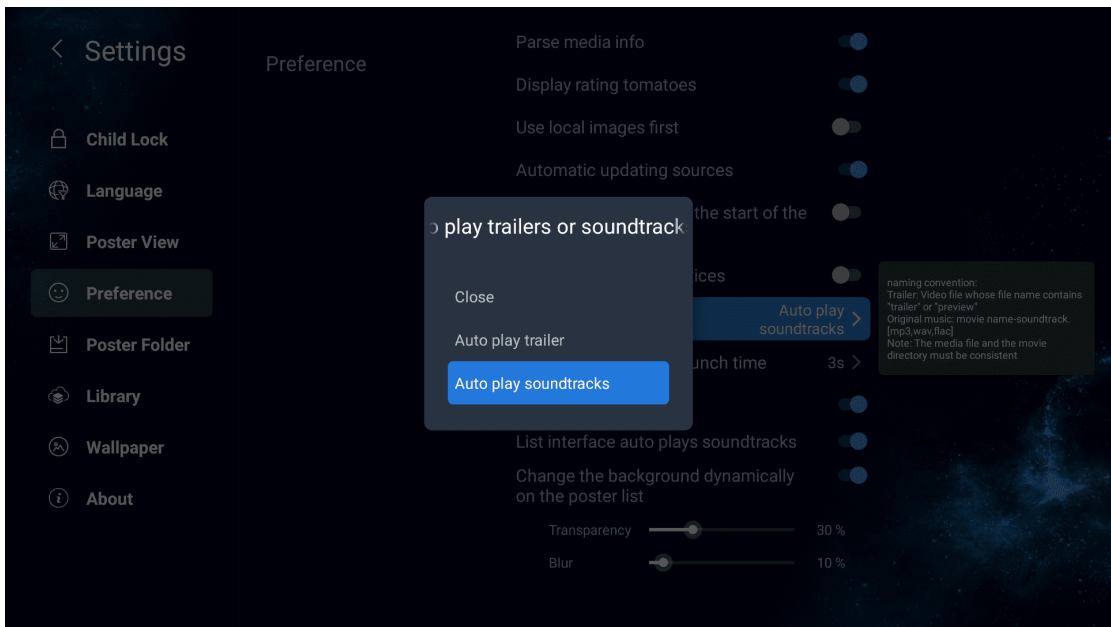 Settings
Child Lock
Language
Poster View
Preference
Poster Folder
Library
Wallpaper
About
Preference
Parse media info
Display rating tomatoes
Use local images first
Automatic updating sources
the start of the
play trailers or soundtrack
Close
Auto play trailer
Auto play soundtracks
Auto play
soundtracks
time
3s
List interface auto plays soundtracks
Change the background dynamically
on the poster list
Transparency
30 %
Blur
10 %
naming convention:
Trailer: Video file whose file name contains
"trailer" or "preview"
Original music: movie name-soundtrack.
[mp3,wav,flac]
Note: The media file and the movie
directory must be consistent